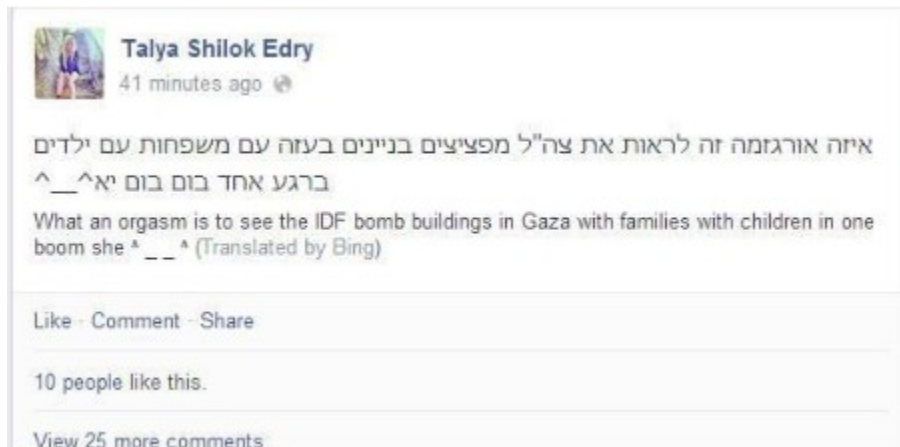 Talya Shilok Edry
41 minutes ago
איזה אורגזמה זה לראות את צה"ל מפציצים בניינים בעזה עם משפחות עם ילדים
ברגע אחד בום בום יא^__^
What an orgasm is to see the IDF bomb buildings in Gaza with families with children in one
boom she ^ _ _ ^ (Translated by Bing)
Like · Comment · Share
10 people like this.
View 25 more comments